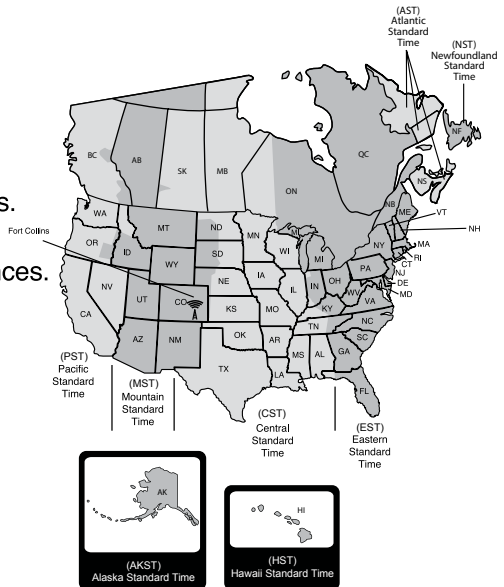 (AST)
Atlantic
Standard
Time
(NST)
Newfoundland
Standard
Time
BC
AB
SK
MB
ON
QC
NF
NS
NB
ME
VT
NH
MA
RI
CT
NJ
DE
MD
s.
nces.
Fort Collins
WA
OR
ID
MT
ND
SD
MN
WI
MI
MI
NY
PA
WY
NE
IA
IL
IN
OH
WV
VA
NV
UT
CO
KS
MO
KY
CA
AZ
NM
OK
AR
TN
NC
SC
TX
LA
MS
AL
GA
FL
(PST)
Pacific
Standard
Time
(MST)
Mountain
Standard
Time
(CST)
Central
Standard
Time
(EST)
Eastern
Standard
Time
AK
(AKST)
Alaska Standard Time
HI
(HST)
Hawaii Standard Time